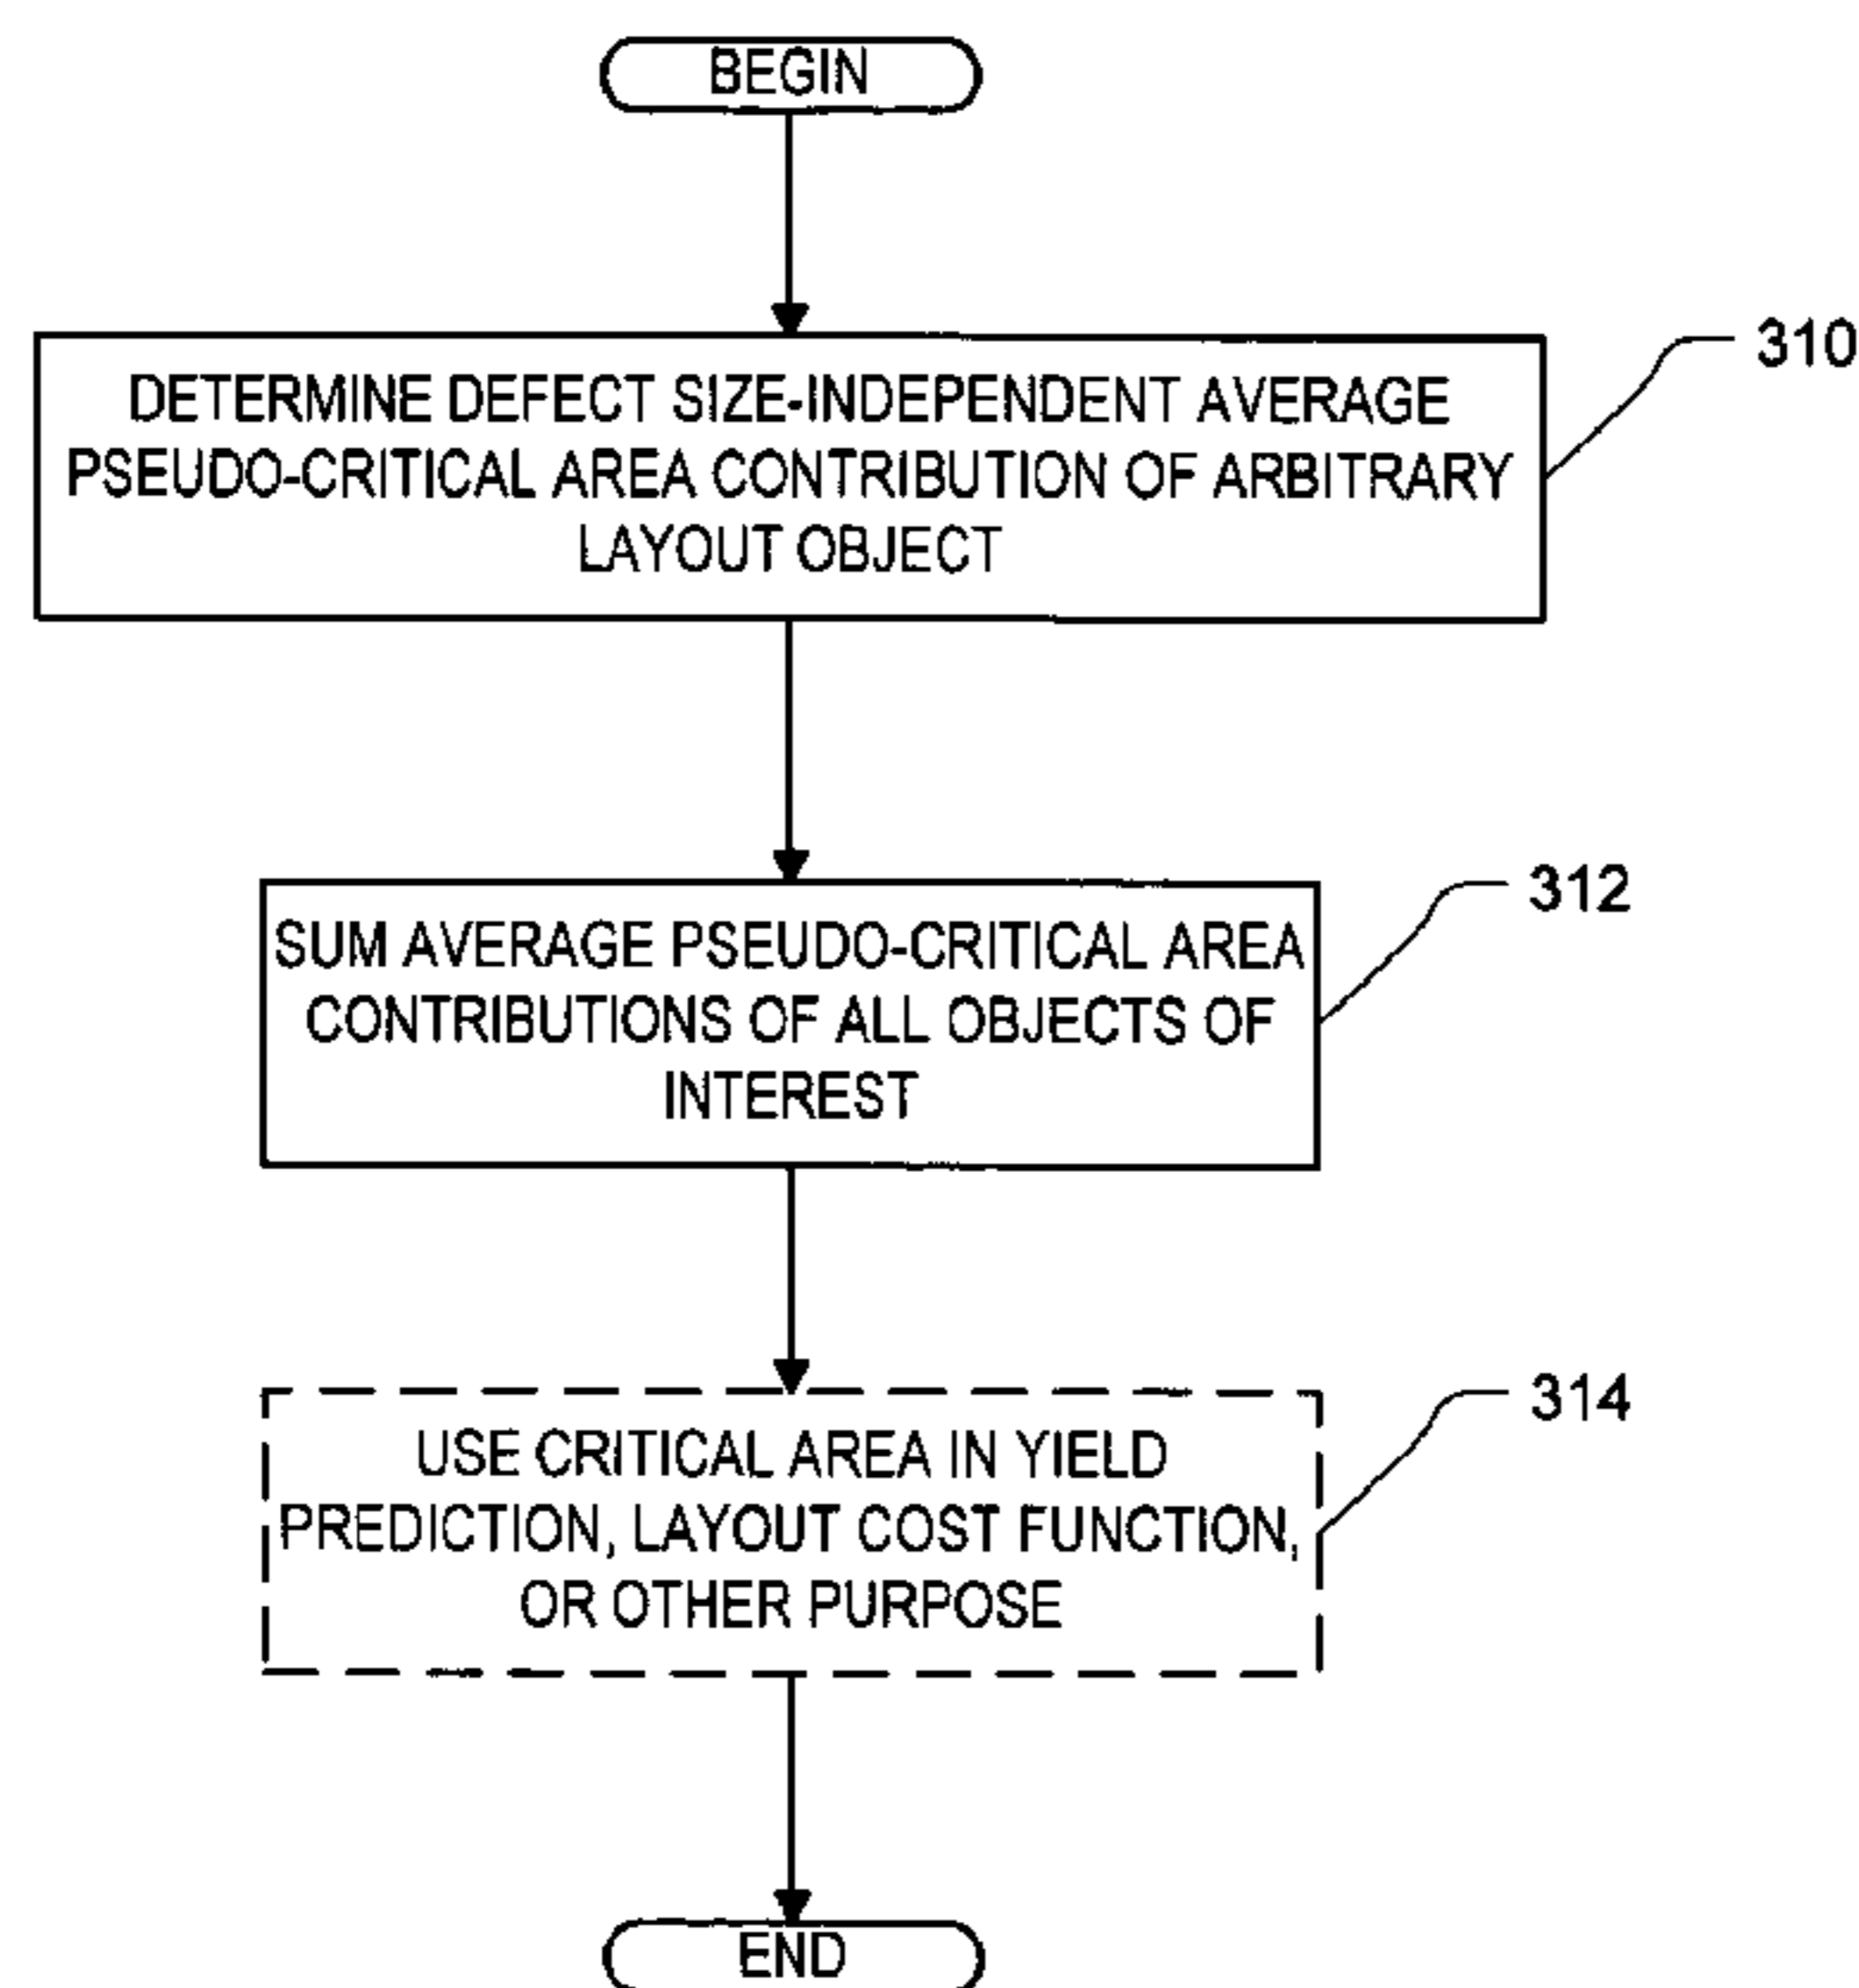 BEGIN
DETERMINE DEFECT SIZE-INDEPENDENT AVERAGE
PSEUDO-CRITICAL AREA CONTRIBUTION OF ARBITRARY
LAYOUT OBJECT
310
SUM AVERAGE PSEUDO-CRITICAL AREA
CONTRIBUTIONS OF ALL OBJECTS OF
INTEREST
312
USE CRITICAL AREA IN YIELD
PREDICTION, LAYOUT COST FUNCTION,
OR OTHER PURPOSE
314
END